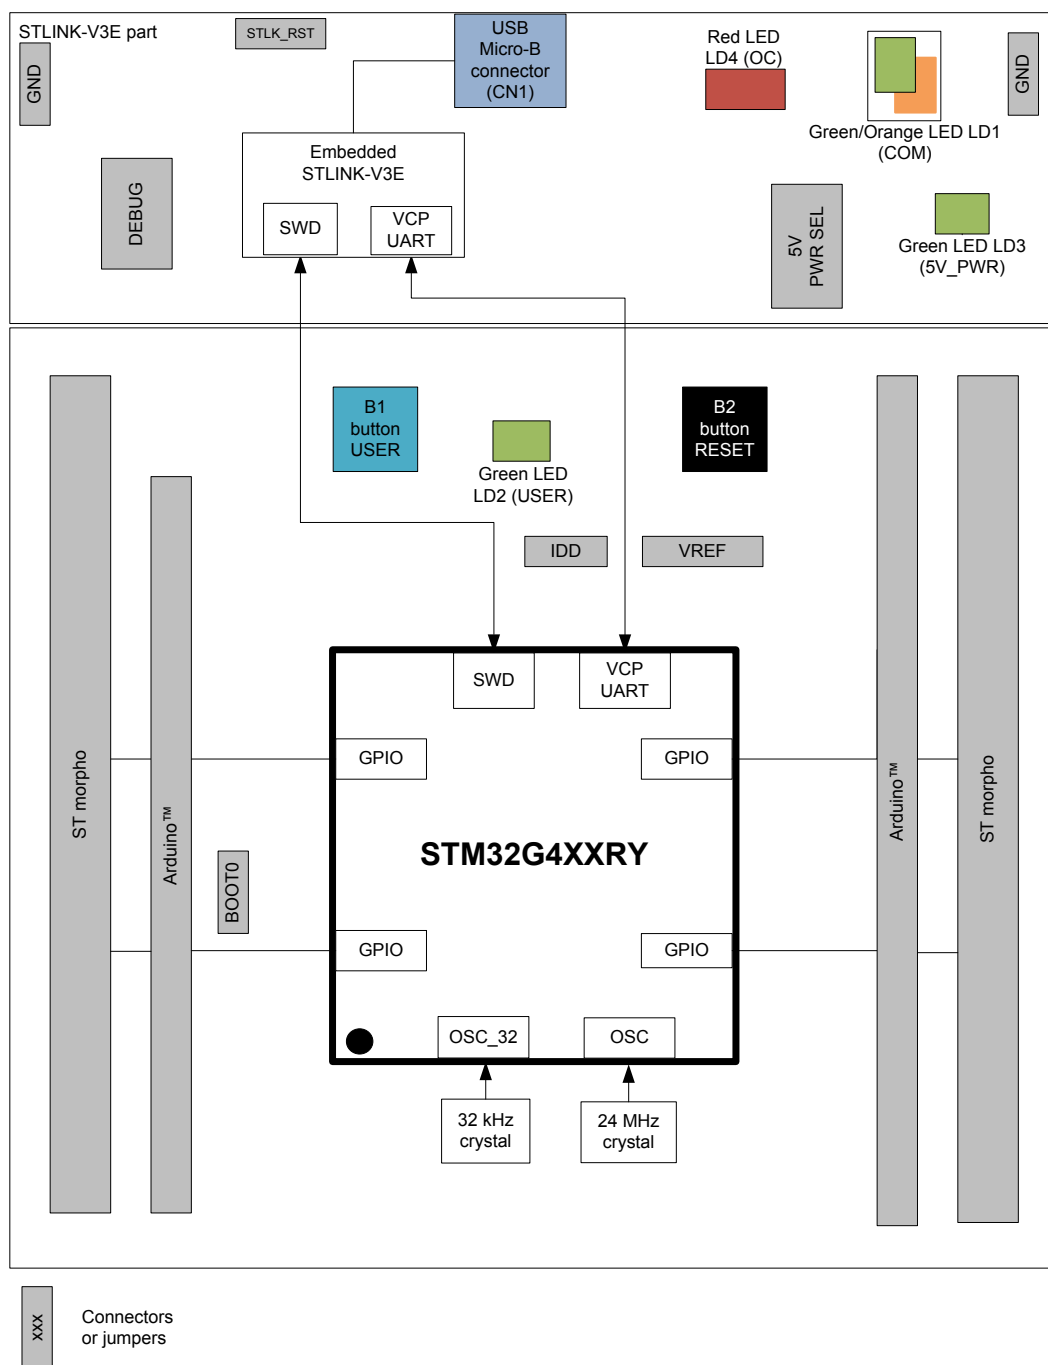 STLINK-V3E part
STLK_RST
USB
Micro-B
connector
(CN1)
Red LED
LD4 (OC)
GND
GND
Green/Orange LED LD1
(COM)
Embedded
STLINK-V3E
SWD
VCP
UART
DEBUG
5V
PWR SEL
Green LED LD3
(5V_PWR)
B1
button
USER
Green LED
LD2 (USER)
B2
button
RESET
IDD
VREF
SWD
VCP
UART
GPIO
GPIO
ST morpho
Arduino™
BOOT0
STM32G4XXRY
Arduino™
ST morpho
GPIO
GPIO
OSC_32
OSC
32 kHz
crystal
24 MHz
crystal
xxx
Connectors
or jumpers